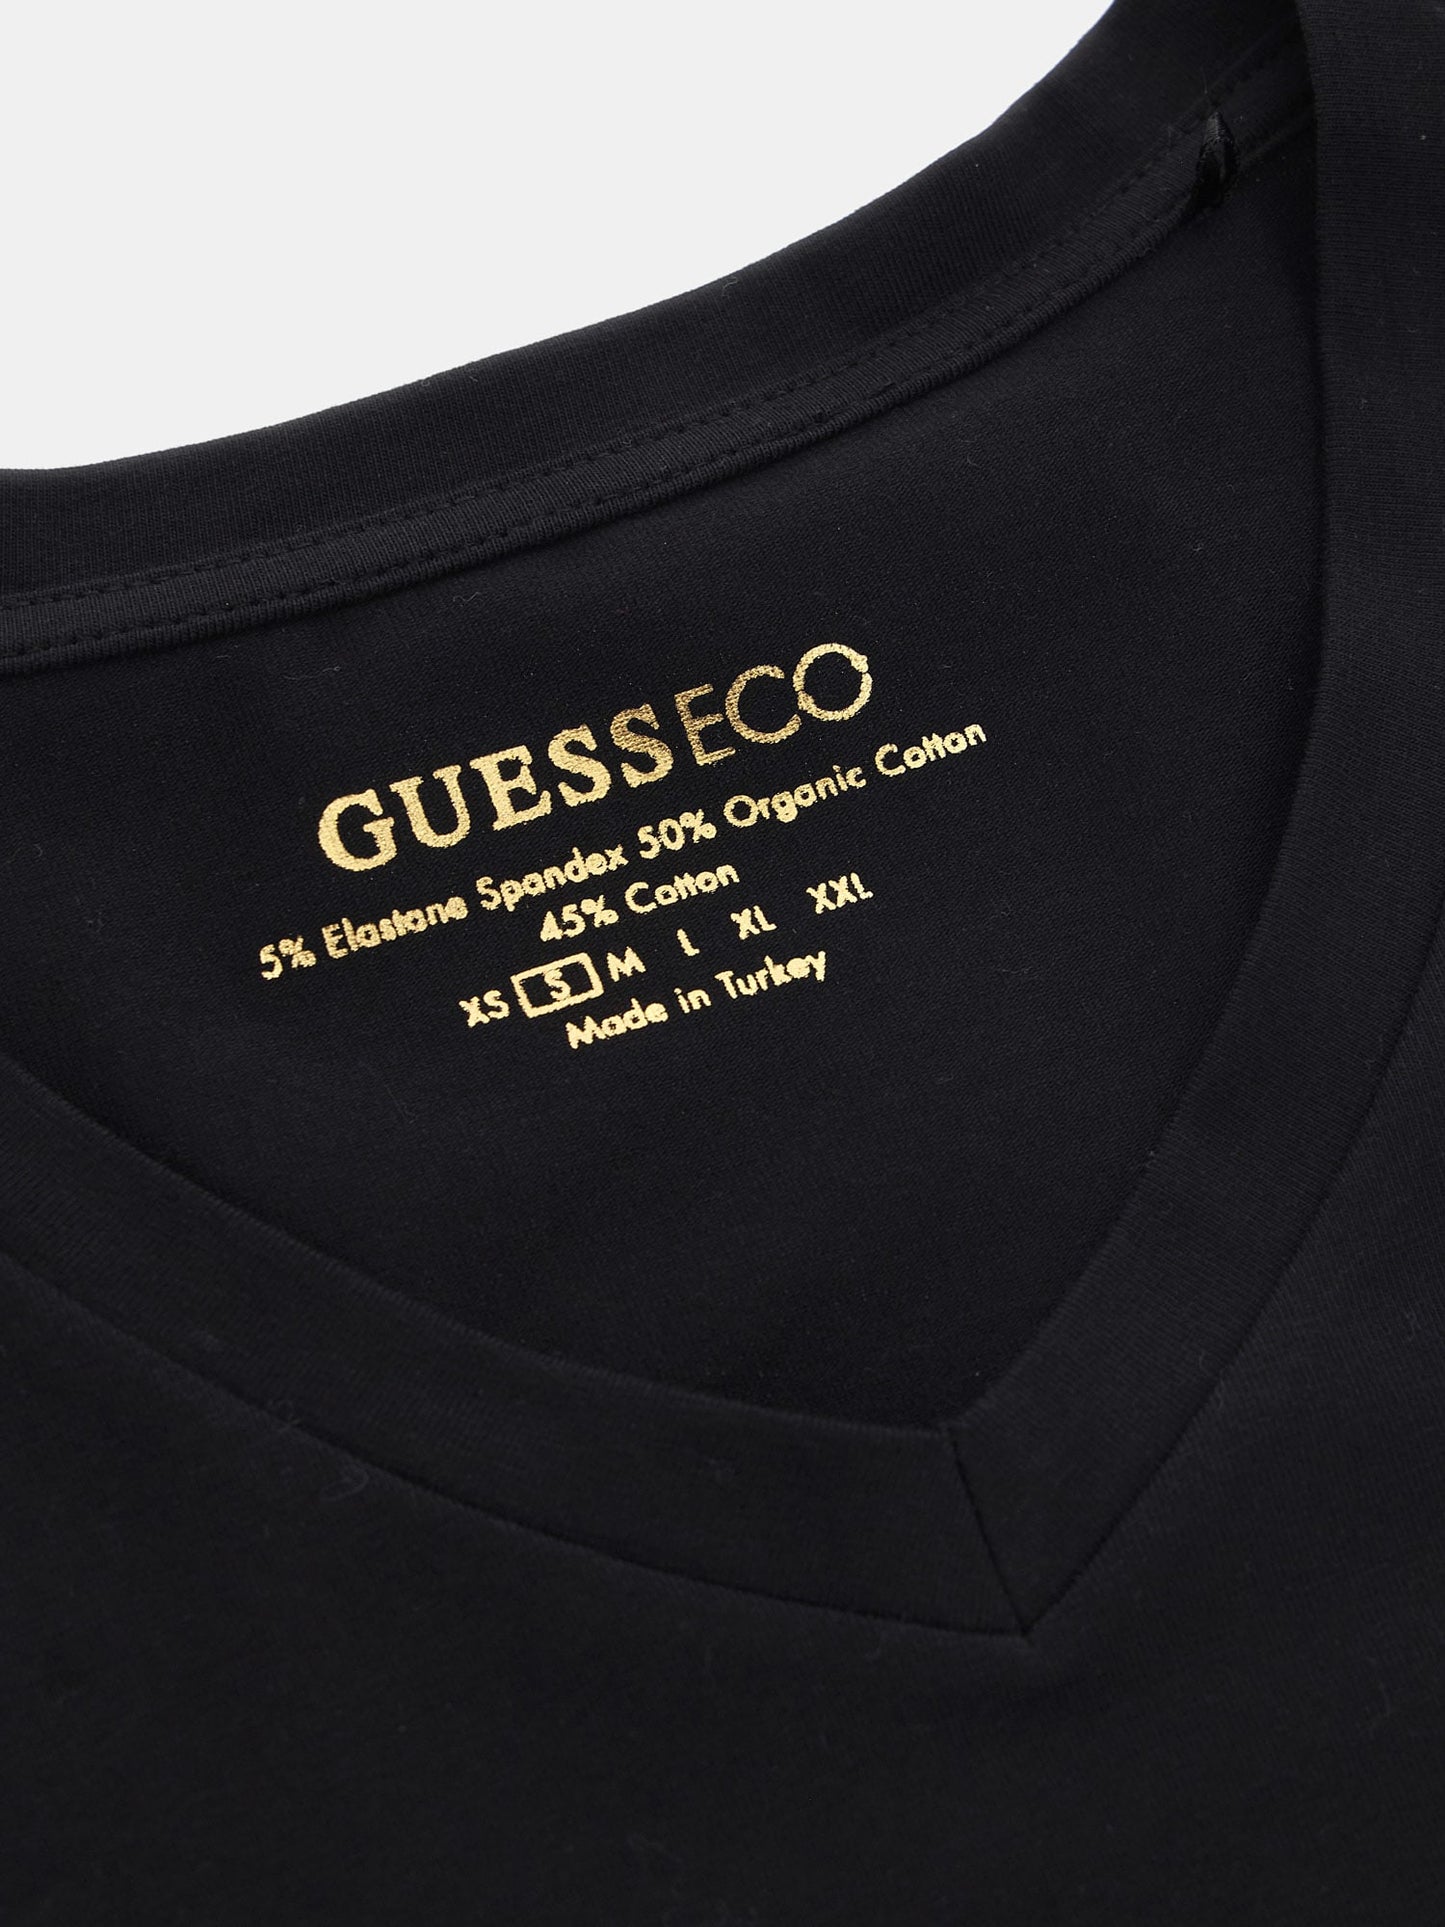 GUESSECO
5% Elastane Spandex 50% Organic Cotton
45% Cotton
XS S M L XL XXL
Made in Turkey